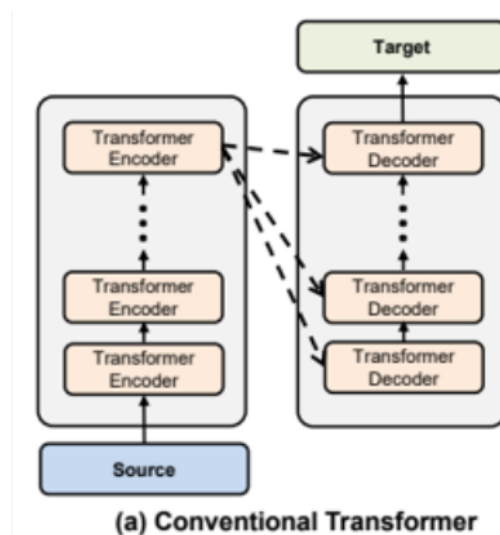 Target
Transformer
Encoder
Transformer
Decoder
Transformer
Encoder
Transformer
Decoder
Transformer
Encoder
Transformer
Decoder
Source
(a) Conventional Transformer